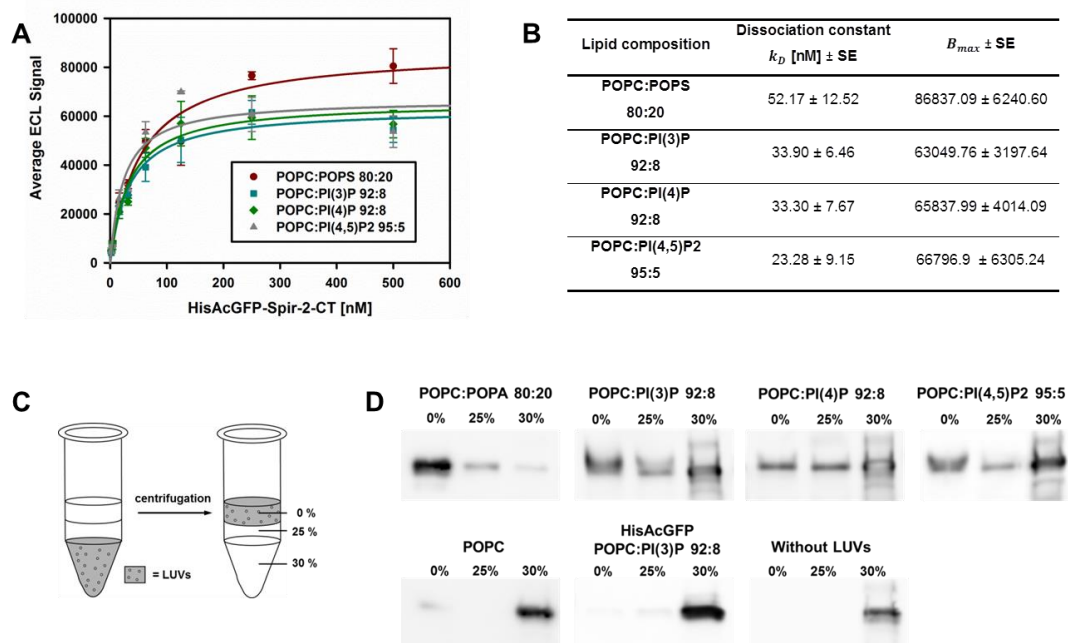 A
100000
80000
60000
40000
20000
0
Average ECL Signal
POPC:POPS 80:20
POPC:PI(3)P 92:8
POPC:PI(4)P 92:8
POPC:PI(4,5)P2 95:5
0 100 200 300 400 500 600
HisAcGFP-Spir-2-CT [nM]
B
Lipid composition
Dissociation constant
k_D [nM] ± SE
B_max ± SE
POPC:POPS
80:20
52.17 ± 12.52
86837.09 ± 6240.60
POPC:PI(3)P
92:8
33.90 ± 6.46
63049.76 ± 3197.64
POPC:PI(4)P
92:8
33.30 ± 7.67
65837.99 ± 4014.09
POPC:PI(4,5)P2
95:5
23.28 ± 9.15
66796.9 ± 6305.24
C
centrifugation
0 %
25 %
30 %
= LUVs
D
POPC:POPA 80:20
0% 25% 30%
POPC:PI(3)P 92:8
0% 25% 30%
POPC:PI(4)P 92:8
0% 25% 30%
POPC:PI(4,5)P2 95:5
0% 25% 30%
POPC
0% 25% 30%
HisAcGFP
POPC:PI(3)P 92:8
0% 25% 30%
Without LUVs
0% 25% 30%